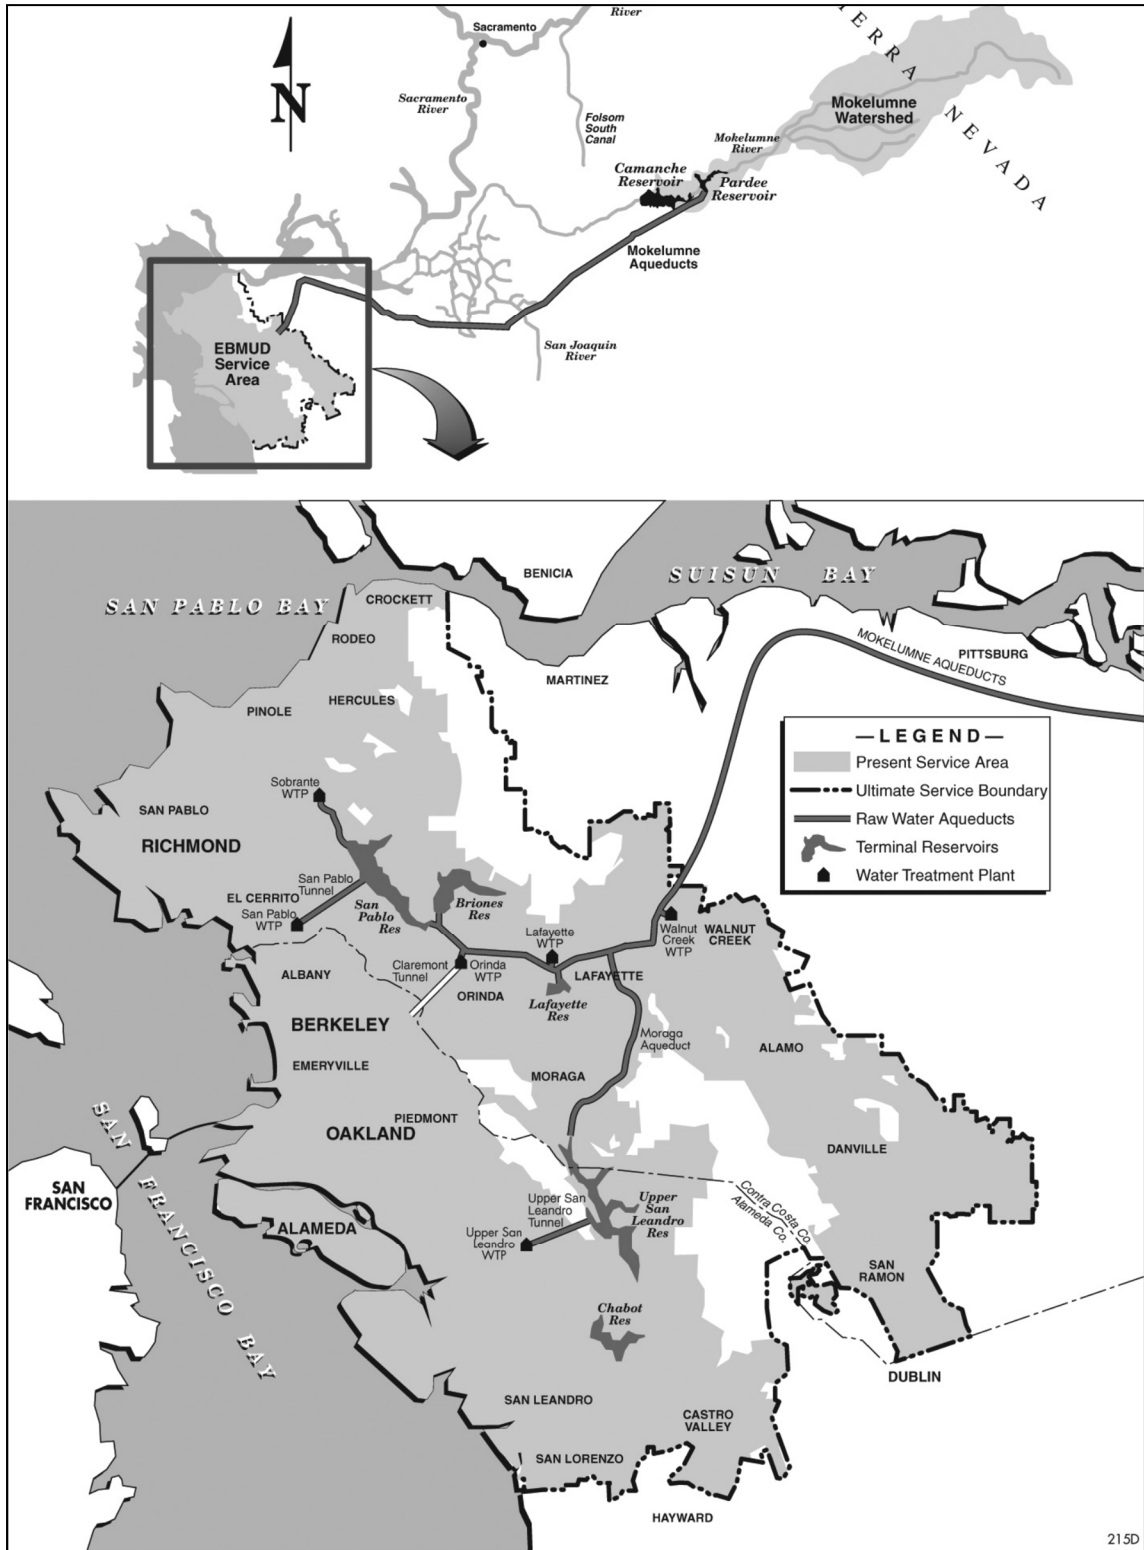 River
Sacramento
Sacramento
River
Folsom
South
Canal
ERRA
NEVADA
Mokelumne
Watershed
Mokelumne
River
Camanche
Reservoir
Pardee
Reservoir
Mokelumne
Aqueducts
San Joaquin
River
N
EBMUD
Service
Area
SAN PABLO BAY
SUISUN BAY
BENICIA
CROCKETT
RODEO
HERCULES
PINOLE
MARTINEZ
PITTSBURG
MOKELUMNE AQUEDUCTS
—LEGEND—
Present Service Area
Ultimate Service Boundary
Raw Water Aqueducts
Terminal Reservoirs
Water Treatment Plant
Sobrante
WTP
SAN PABLO
RICHMOND
San Pablo
Tunnel
EL CERRITO
San Pablo
WTP
San
Pablo
Res
Briones
Res
Lafayette
WTP
Walnut
Creek
WTP
WALNUT
CREEK
Claremont
Tunnel
Orinda
WTP
ORINDA
LAFAYETTE
Lafayette
Res
ALBANY
BERKELEY
EMERYVILLE
Moraga
Aqueduct
ALAMO
MORAGA
PIEDMONT
OAKLAND
DANVILLE
SAN FRANCISCO BAY
SAN
FRANCISCO
ALAMEDA
Upper San
Leandro
Tunnel
Upper
San
Leandro
Res
Upper San
Leandro
WTP
Contra Costa Co.
Alameda Co.
SAN
RAMON
Chabot
Res
DUBLIN
SAN LEANDRO
CASTRO
VALLEY
SAN LORENZO
HAYWARD
215D